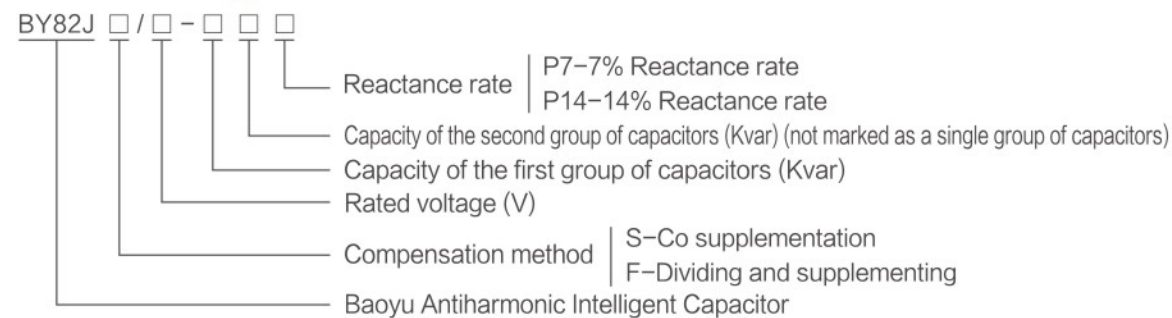 BY82J □ / □ - □ □ □
Reactance rate
P7-7% Reactance rate
P14-14% Reactance rate
Capacity of the second group of capacitors (Kvar) (not marked as a single group of capacitors)
Capacity of the first group of capacitors (Kvar)
Rated voltage (V)
Compensation method
S-Co supplementation
F-Dividing and supplementing
Baoyu Antiharmonic Intelligent Capacitor